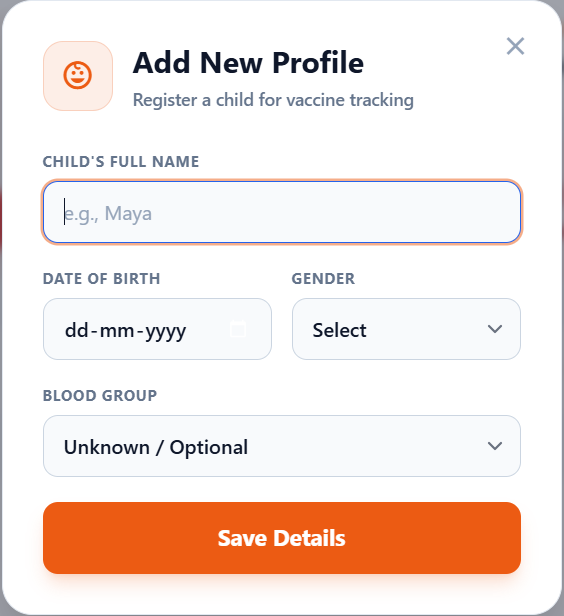 Add New Profile
Register a child for vaccine tracking
CHILD'S FULL NAME
e.g., Maya
DATE OF BIRTH
GENDER
dd-mm-yyyy
Select
BLOOD GROUP
Unknown / Optional
Save Details